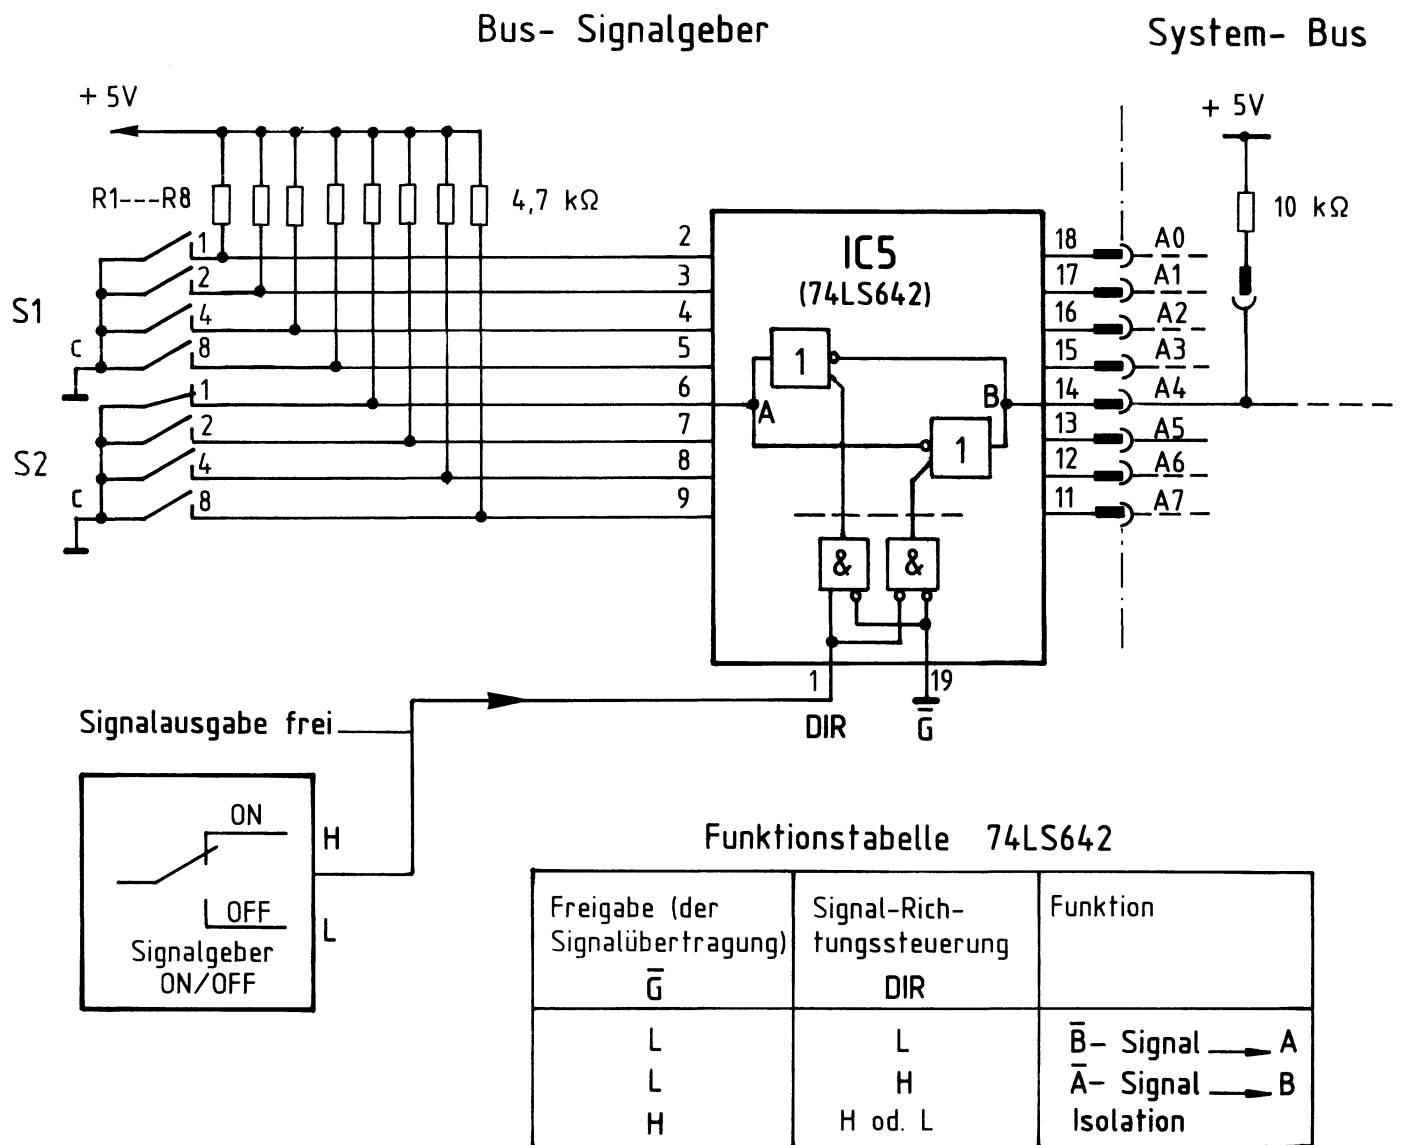 Bus- Signalgeber
System- Bus
+ 5V
+ 5V
R1---R8
4,7 kΩ
10 kΩ
IC5
(74LS642)
S1
C
1
2
4
8
S2
C
1
2
4
8
2
3
4
5
6
7
8
9
18
17
16
15
14
13
12
11
A0
A1
A2
A3
A4
A5
A6
A7
1
A
B
1
&
&
1
19
DIR
G̅
Signalausgabe frei
ON
H
OFF
L
Signalgeber
ON/OFF
Funktionstabelle 74LS642
Freigabe (der Signalübertragung) G̅
Signal-Rich-
tungssteuerung
DIR
Funktion
L L B̅- Signal → A
L H A̅- Signal → B
H H od. L Isolation